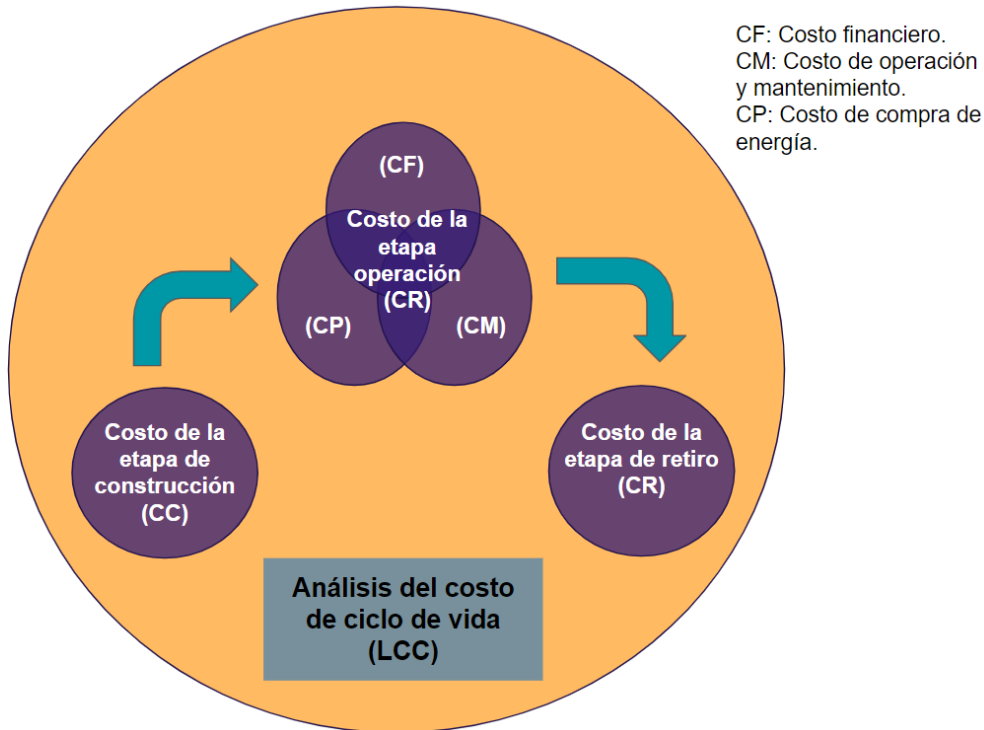 CF: Costo financiero.
CM: Costo de operación
y mantenimiento.
CP: Costo de compra de
energía.
(CF)
Costo de la
etapa
operación
(CR)
(CP)
(CM)
Costo de la
etapa de
construcción
(CC)
Costo de la
etapa de retiro
(CR)
Análisis del costo
de ciclo de vida
(LCC)